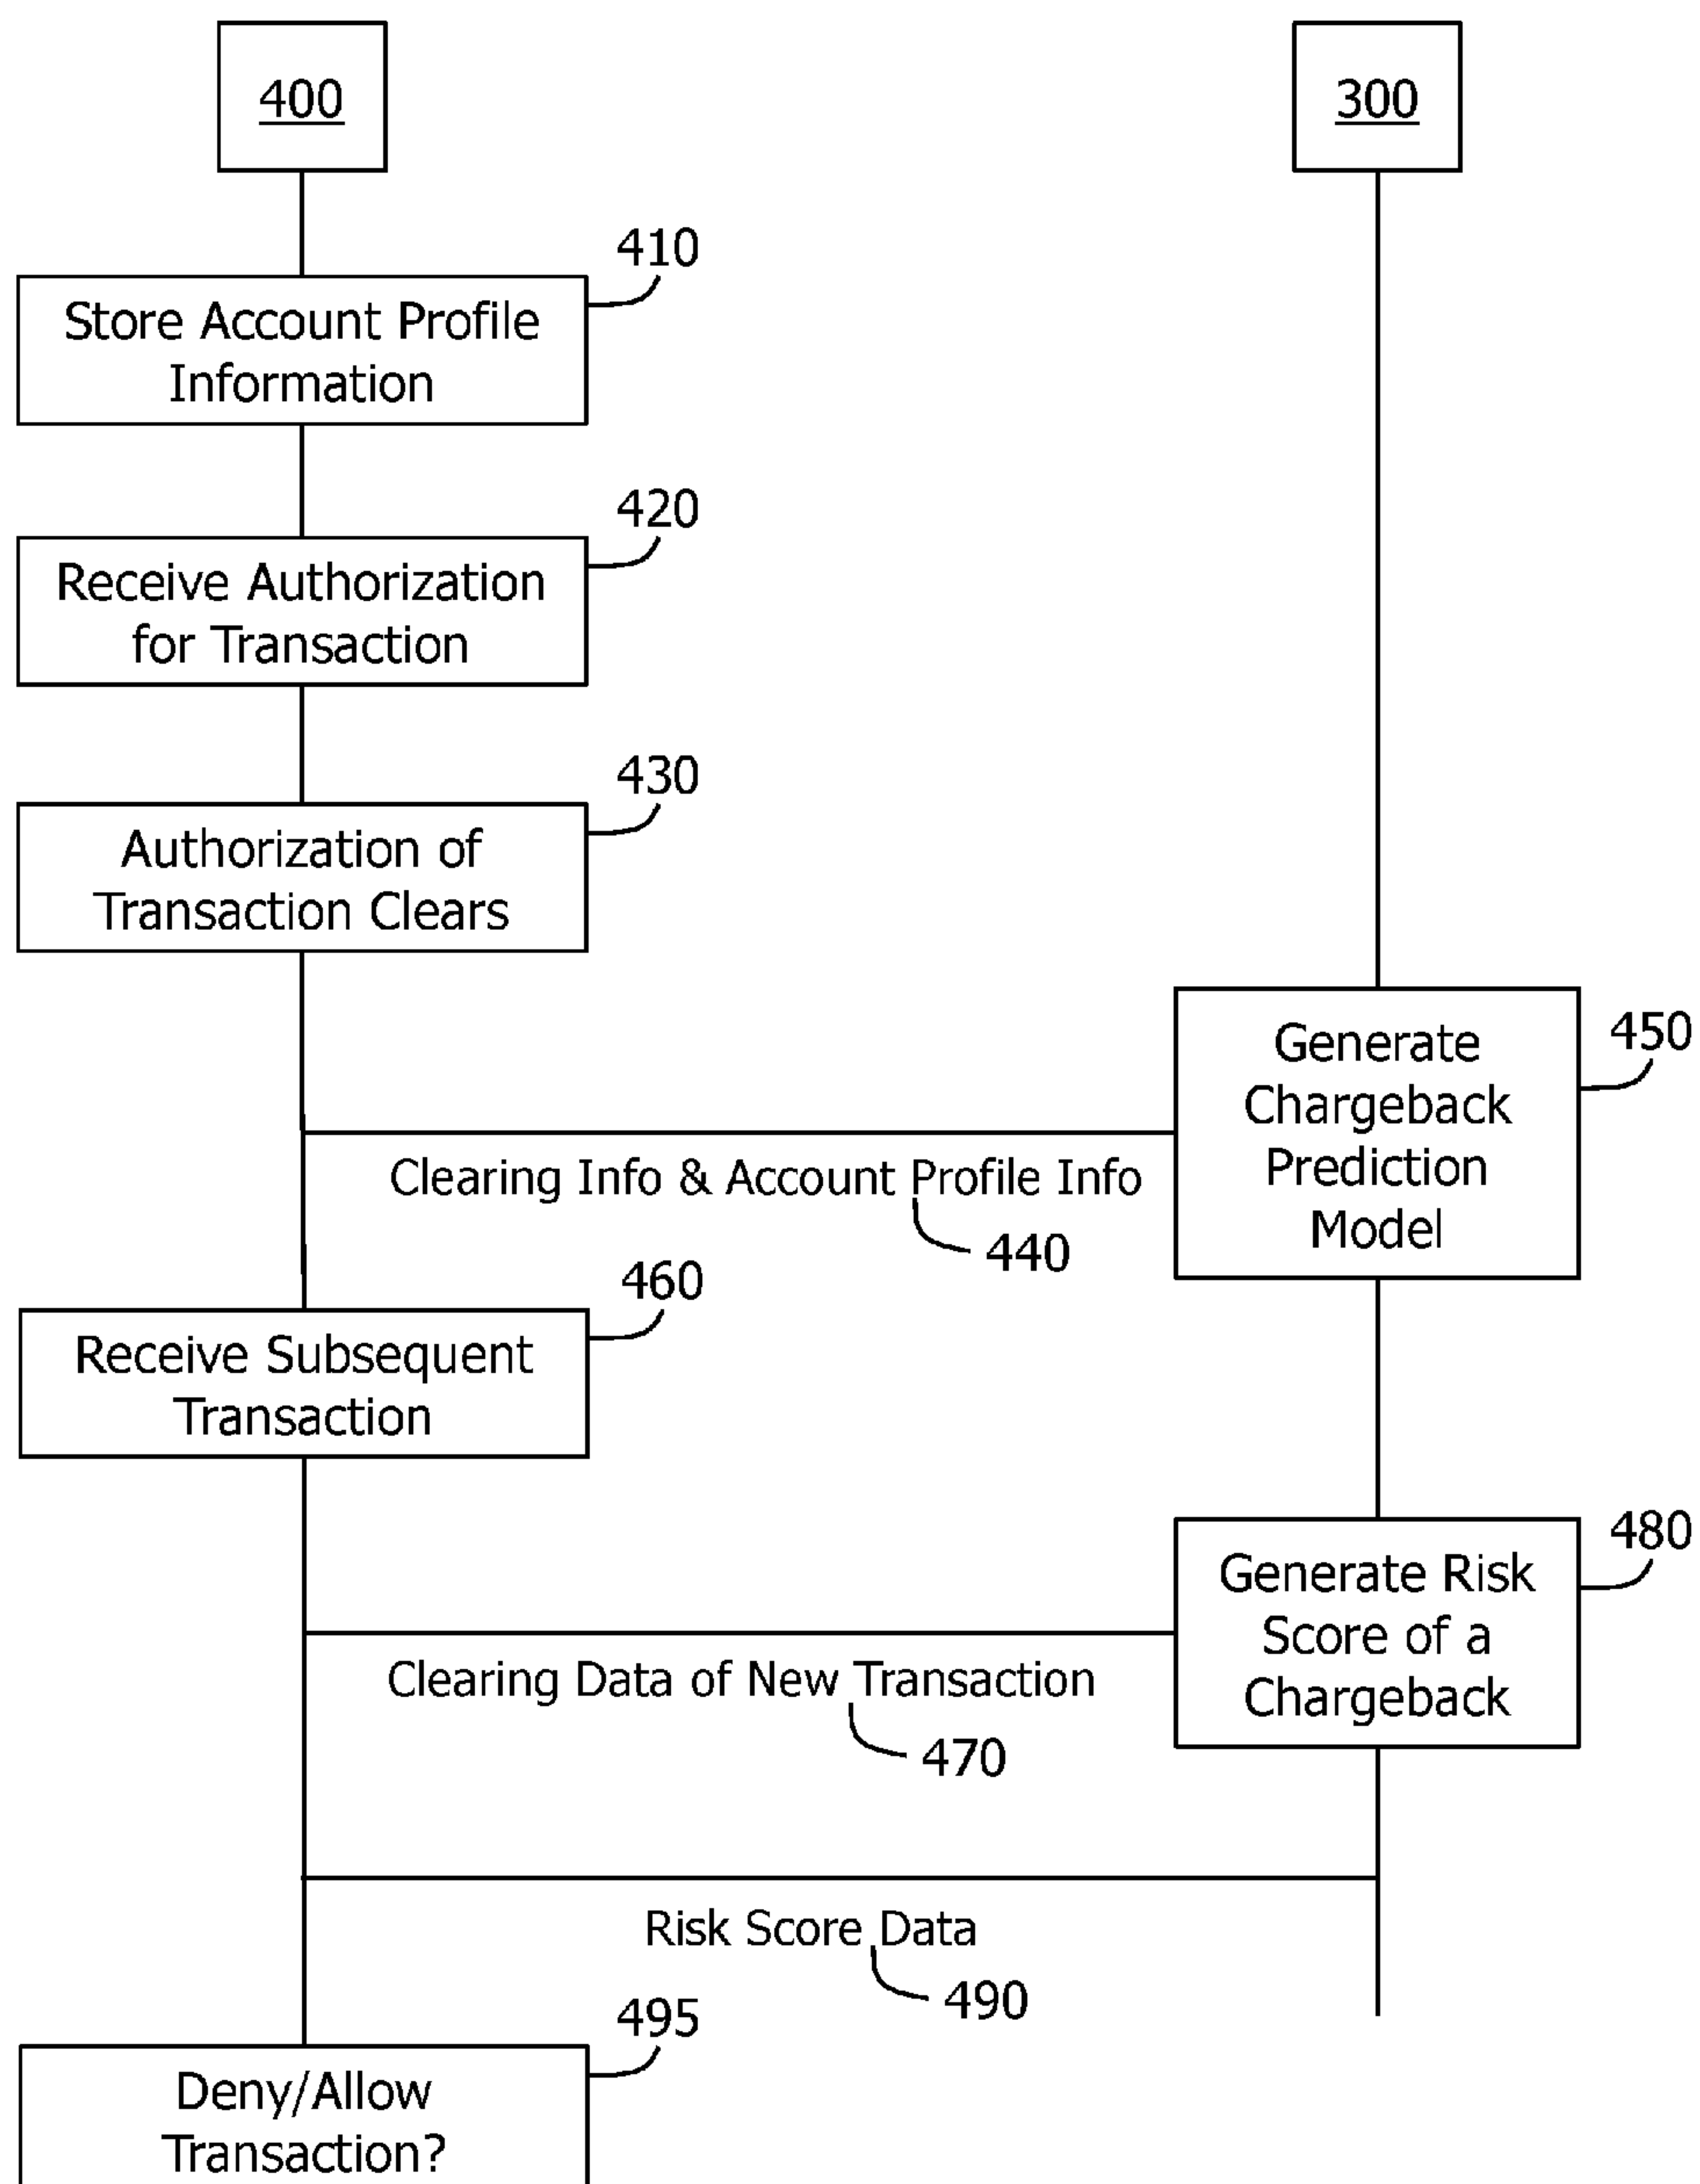 400
300
410
Store Account Profile
Information
420
Receive Authorization
for Transaction
430
Authorization of
Transaction Clears
450
Generate
Chargeback
Prediction
Model
Clearing Info & Account Profile Info
440
460
Receive Subsequent
Transaction
480
Generate Risk
Score of a
Chargeback
Clearing Data of New Transaction
470
Risk Score Data
490
495
Deny/Allow
Transaction?